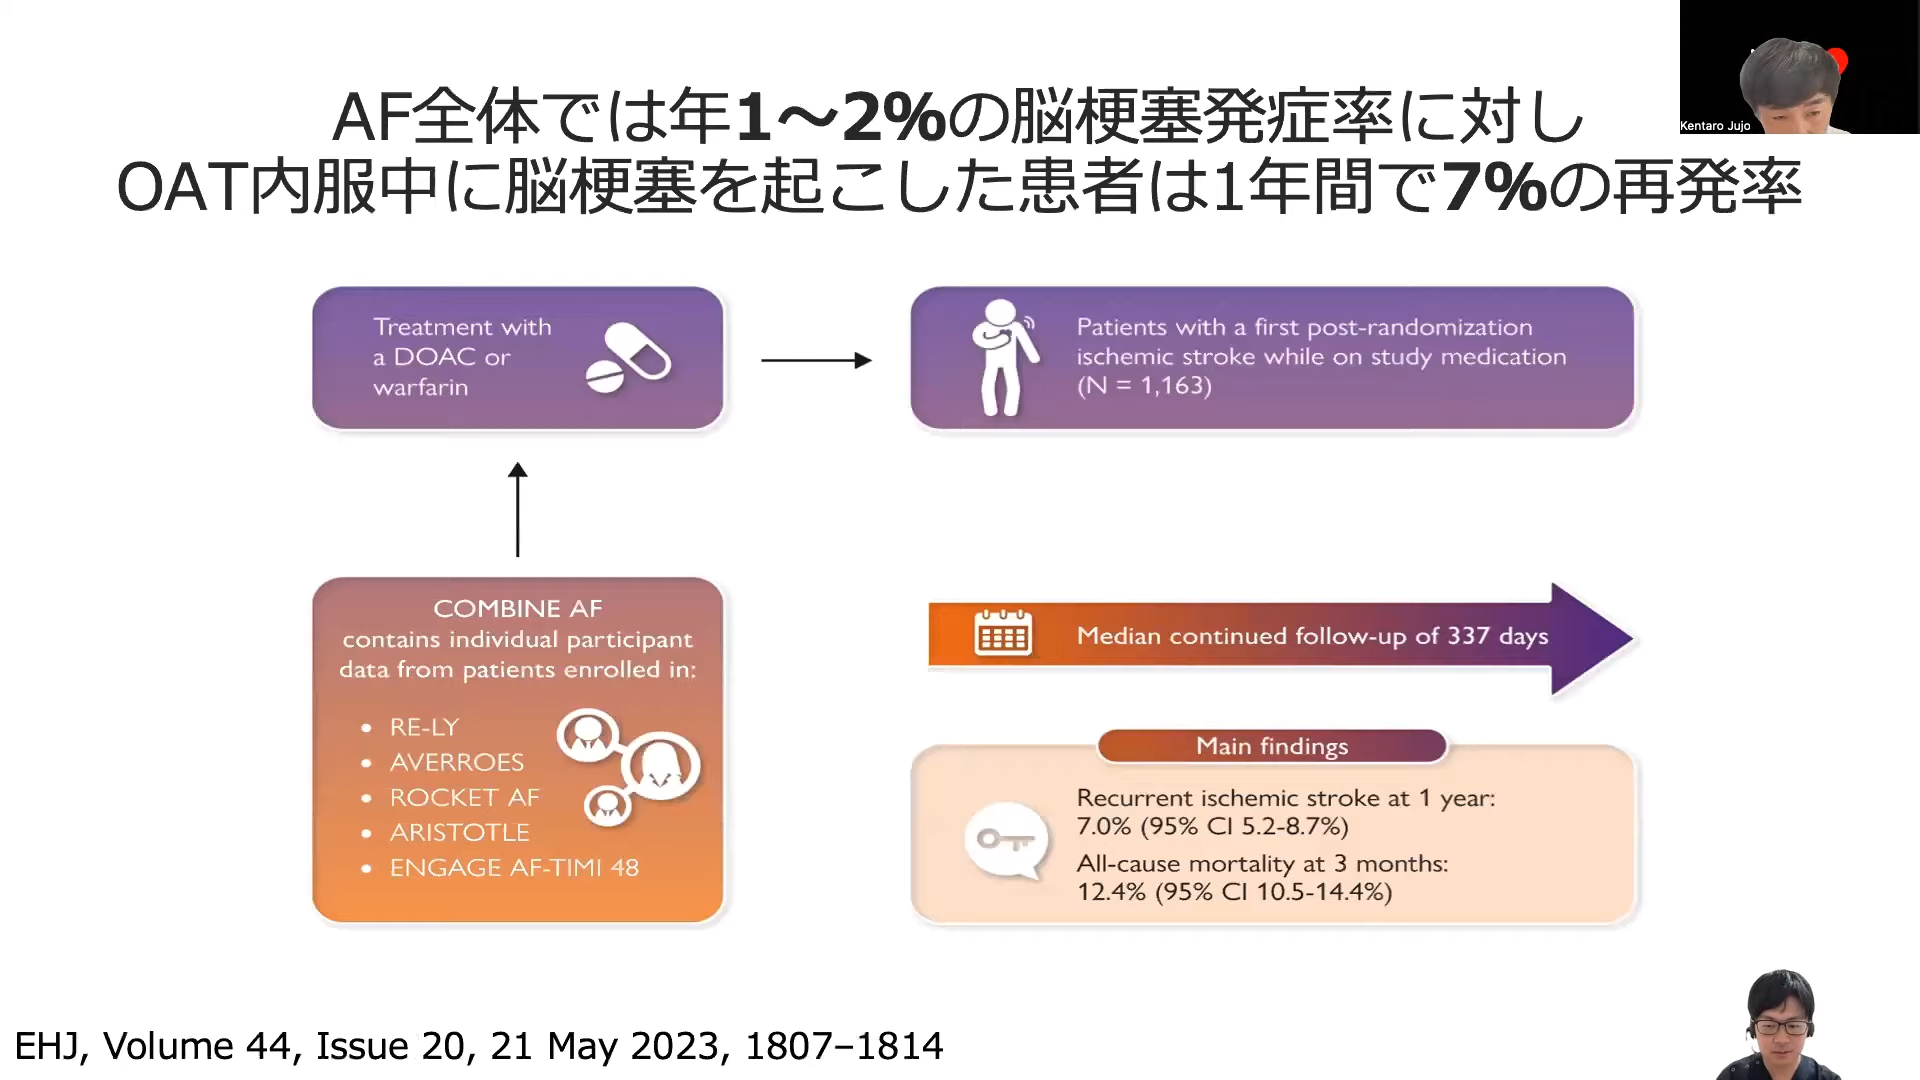 AF全体では年1～2%の脳梗塞発症率に対し
OAT内服中に脳梗塞を起こした患者は1年間で7%の再発率
Kentaro Jujo
Treatment with
a DOAC or
warfarin
Patients with a first post-randomization
ischemic stroke while on study medication
(N = 1,163)
COMBINE AF
contains individual participant
data from patients enrolled in:
• RE-LY
• AVERROES
• ROCKET AF
• ARISTOTLE
• ENGAGE AF-TIMI 48
Median continued follow-up of 337 days
Main findings
Recurrent ischemic stroke at 1 year:
7.0% (95% CI 5.2-8.7%)
All-cause mortality at 3 months:
12.4% (95% CI 10.5-14.4%)
EHJ, Volume 44, Issue 20, 21 May 2023, 1807–1814